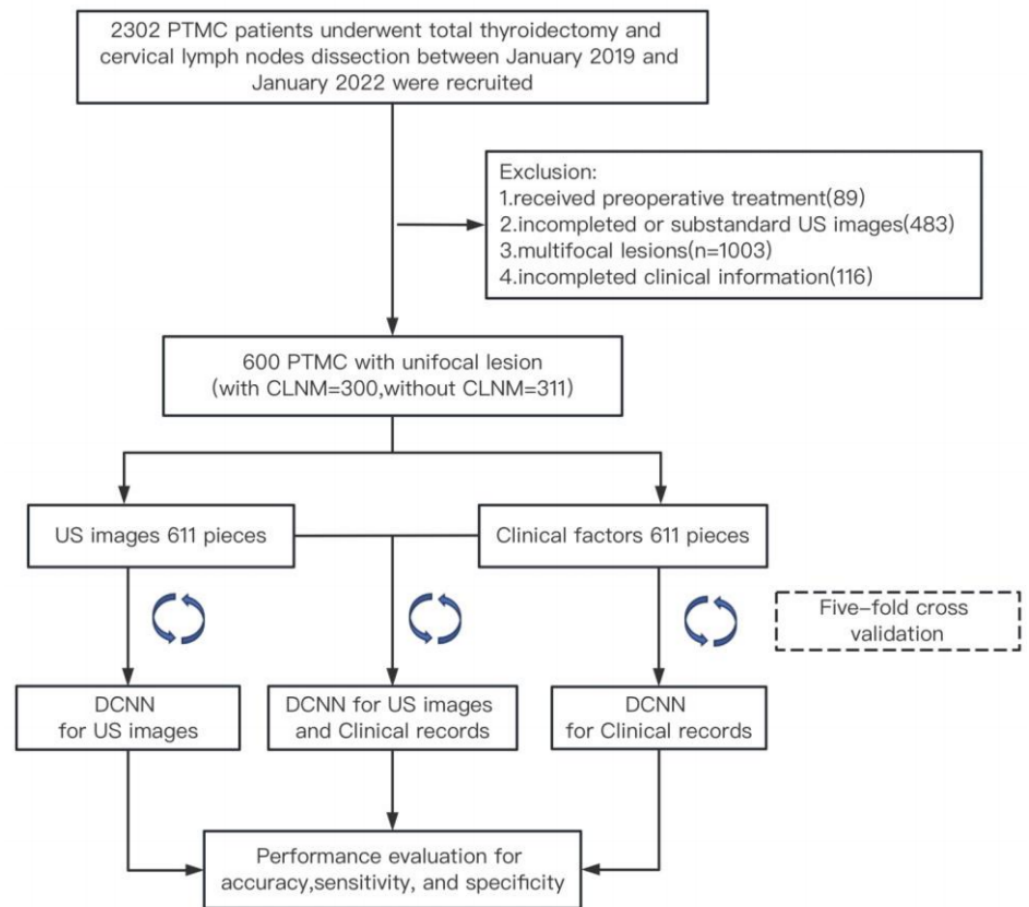 2302 PTMC patients underwent total thyroidectomy and
cervical lymph nodes dissection between January 2019 and
January 2022 were recruited
Exclusion:
1.received preoperative treatment(89)
2.incompleted or substandard US images(483)
3.multifocal lesions(n=1003)
4.incompleted clinical information(116)
600 PTMC with unifocal lesion
(with CLNM=300,without CLNM=311)
US images 611 pieces
Clinical factors 611 pieces
Five-fold cross
validation
DCNN
for US images
DCNN for US images
and Clinical records
DCNN
for Clinical records
Performance evaluation for
accuracy,sensitivity, and specificity